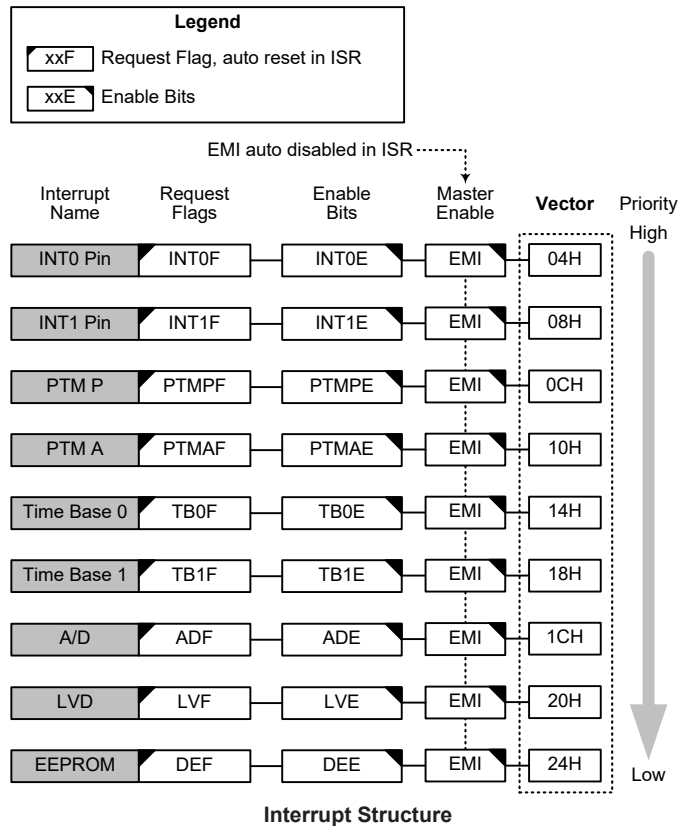 Legend
xxF Request Flag, auto reset in ISR
xxE Enable Bits
EMI auto disabled in ISR
Interrupt Name Request Flags Enable Bits Master Enable Vector Priority
High
INT0 Pin INT0F INT0E EMI 04H
INT1 Pin INT1F INT1E EMI 08H
PTM P PTMPF PTMPE EMI 0CH
PTM A PTMAF PTMAE EMI 10H
Time Base 0 TB0F TB0E EMI 14H
Time Base 1 TB1F TB1E EMI 18H
A/D ADF ADE EMI 1CH
LVD LVF LVE EMI 20H
EEPROM DEF DEE EMI 24H
Low
Interrupt Structure